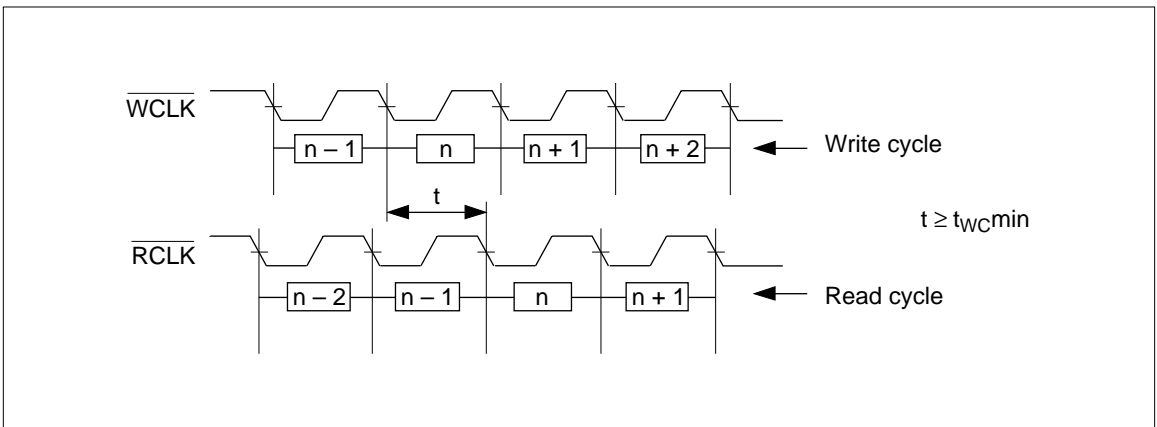 WCLK
n – 1 n n + 1 n + 2 Write cycle
t
t ≥ tWCmin
RCLK
n – 2 n – 1 n n + 1 Read cycle